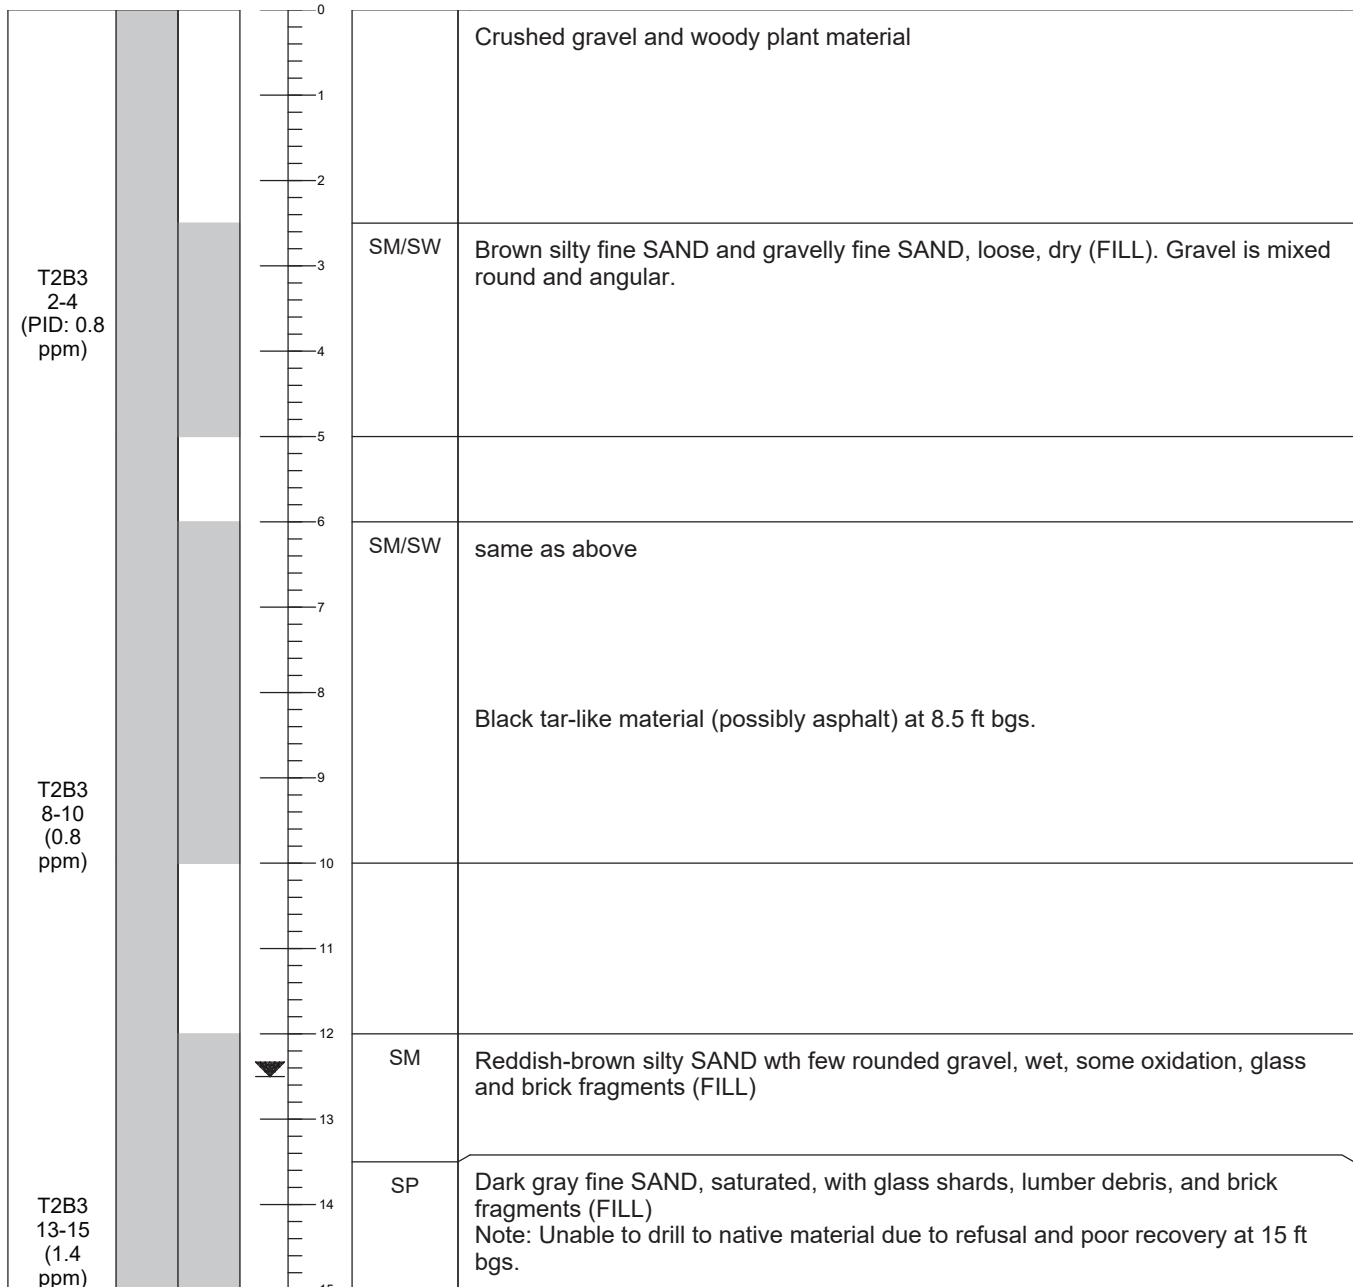 0
Crushed gravel and woody plant material
1
2
SM/SW
Brown silty fine SAND and gravelly fine SAND, loose, dry (FILL). Gravel is mixed
round and angular.
3
T2B3
2-4
(PID: 0.8
ppm)
4
5
6
SM/SW
same as above
7
8
Black tar-like material (possibly asphalt) at 8.5 ft bgs.
9
T2B3
8-10
(0.8
ppm)
10
11
12
SM
Reddish-brown silty SAND wth few rounded gravel, wet, some oxidation, glass
and brick fragments (FILL)
13
SP
Dark gray fine SAND, saturated, with glass shards, lumber debris, and brick
fragments (FILL)
Note: Unable to drill to native material due to refusal and poor recovery at 15 ft
bgs.
14
T2B3
13-15
(1.4
ppm)
15